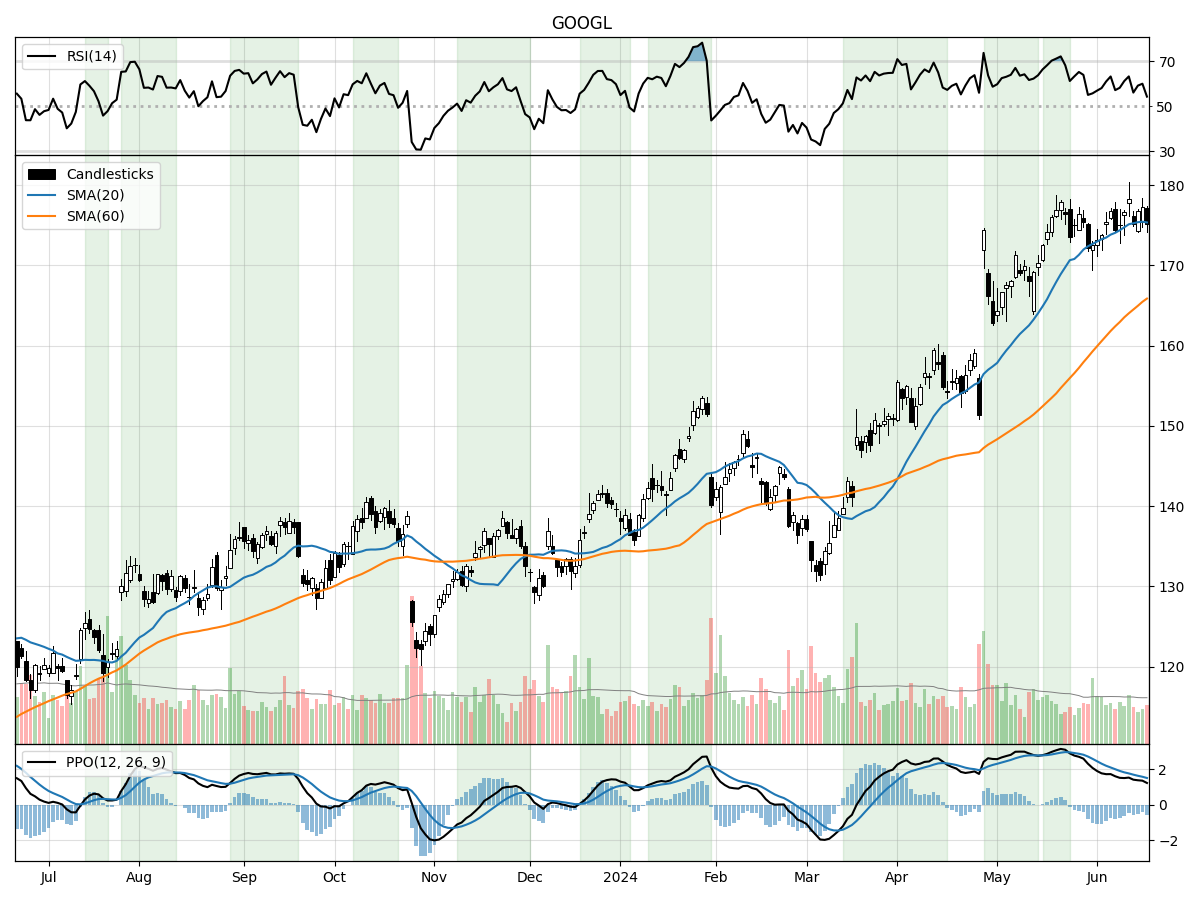 GOOGL
RSI(14)
70
50
30
Candlesticks
SMA(20)
SMA(60)
180
170
160
150
140
130
120
PPO(12, 26, 9)
2
0
−2
Jul Aug Sep Oct Nov Dec 2024 Feb Mar Apr May Jun